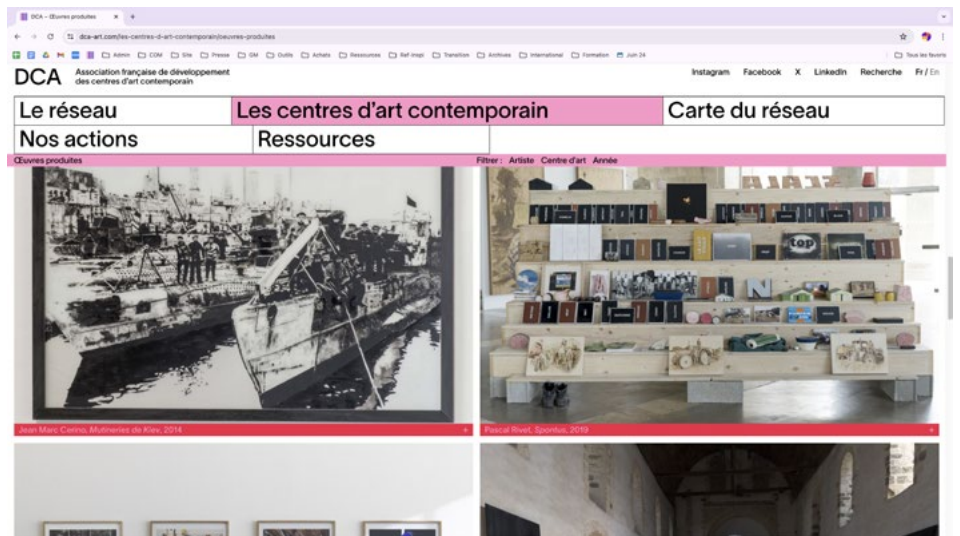 DCA – Œuvres produites
dca-art.com/les-centres-d-art-contemporain/oeuvres-produites
Admin COM Site Presse GM Outils Achats Ressources Ref inspi Transition Archives International Formation Juin 24 Tous les favoris
DCA Association française de développement
des centres d'art contemporain
Instagram Facebook X LinkedIn Recherche Fr / En
Le réseau Les centres d'art contemporain Carte du réseau
Nos actions Ressources
Œuvres produites Filtrer : Artiste Centre d'art Année
top
N
Jean Marc Cerino, Mutineries de Kiev, 2014 +
Pascal Rivet, Spontus, 2019 +